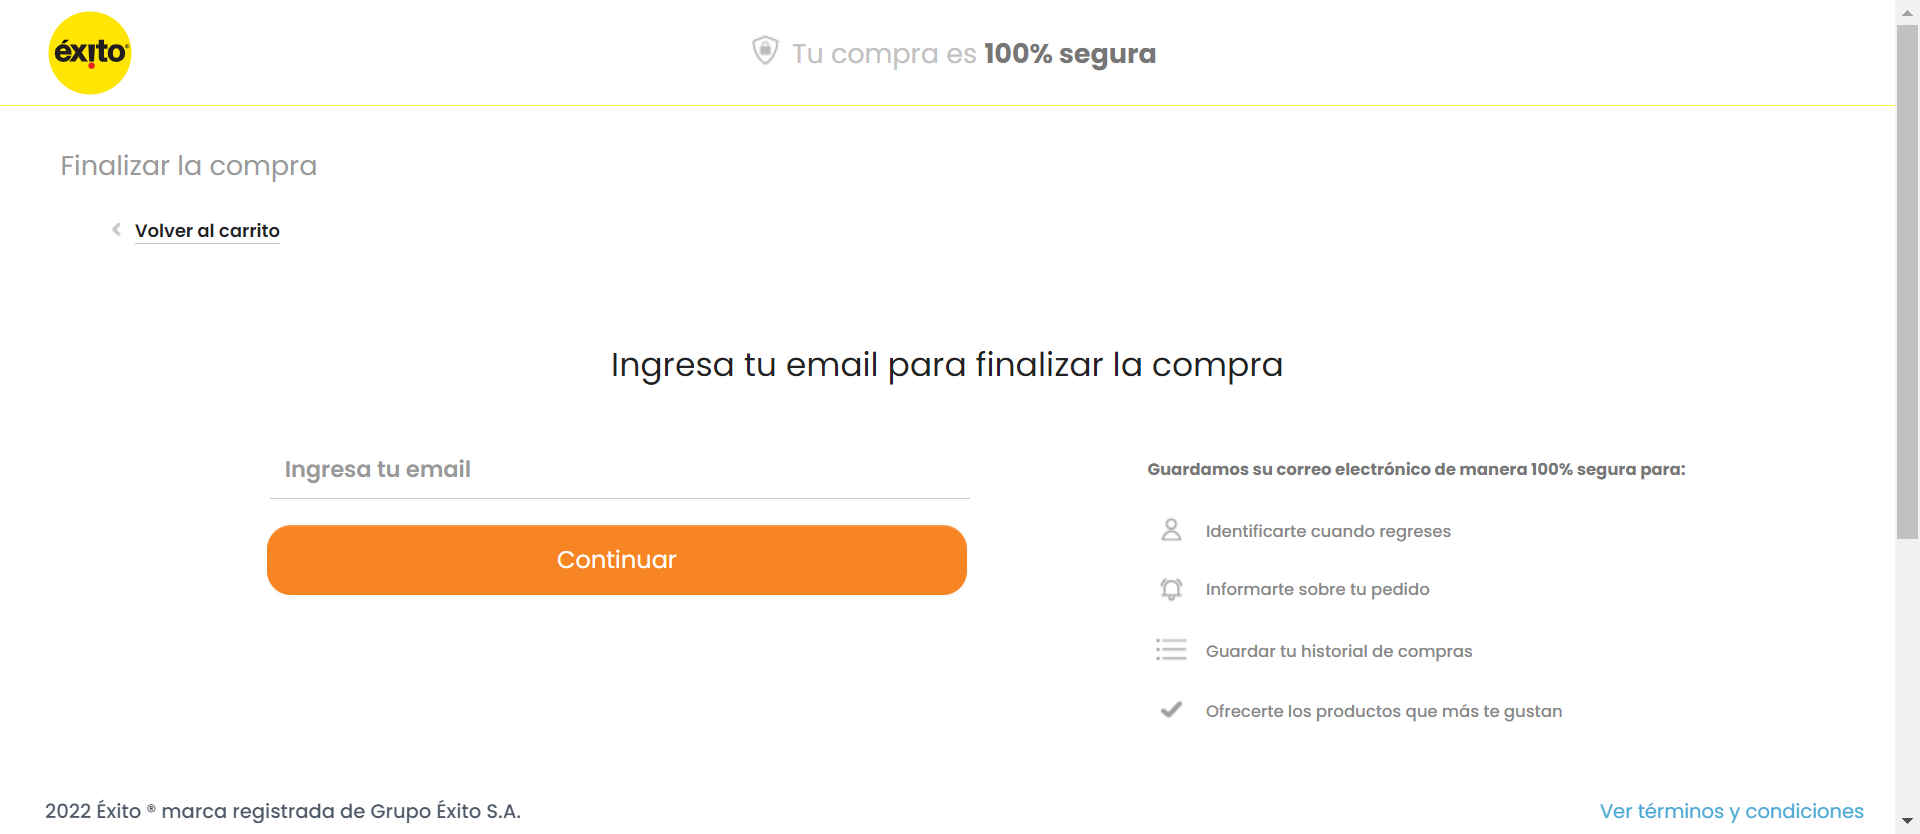 éxito
Tu compra es 100% segura
Finalizar la compra
Volver al carrito
Ingresa tu email para finalizar la compra
Ingresa tu email
Continuar
Guardamos su correo electrónico de manera 100% segura para:
Identificarte cuando regreses
Informarte sobre tu pedido
Guardar tu historial de compras
Ofrecerte los productos que más te gustan
2022 Éxito ® marca registrada de Grupo Éxito S.A.
Ver términos y condiciones